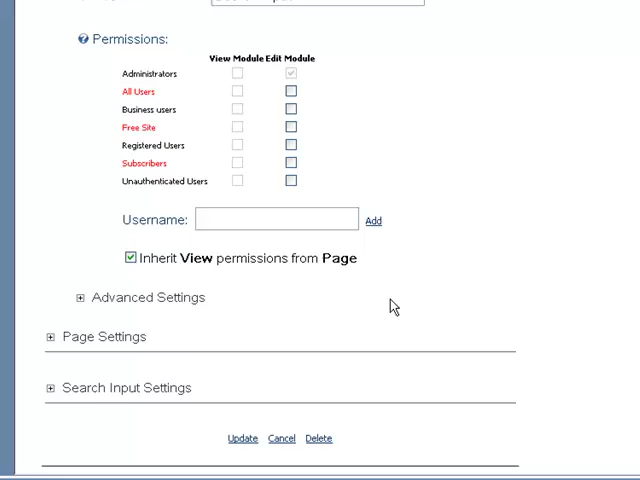 Permissions:
View Module Edit Module
Administrators
All Users
Business users
Free Site
Registered Users
Subscribers
Unauthenticated Users
Username: Add
Inherit View permissions from Page
Advanced Settings
Page Settings
Search Input Settings
Update Cancel Delete